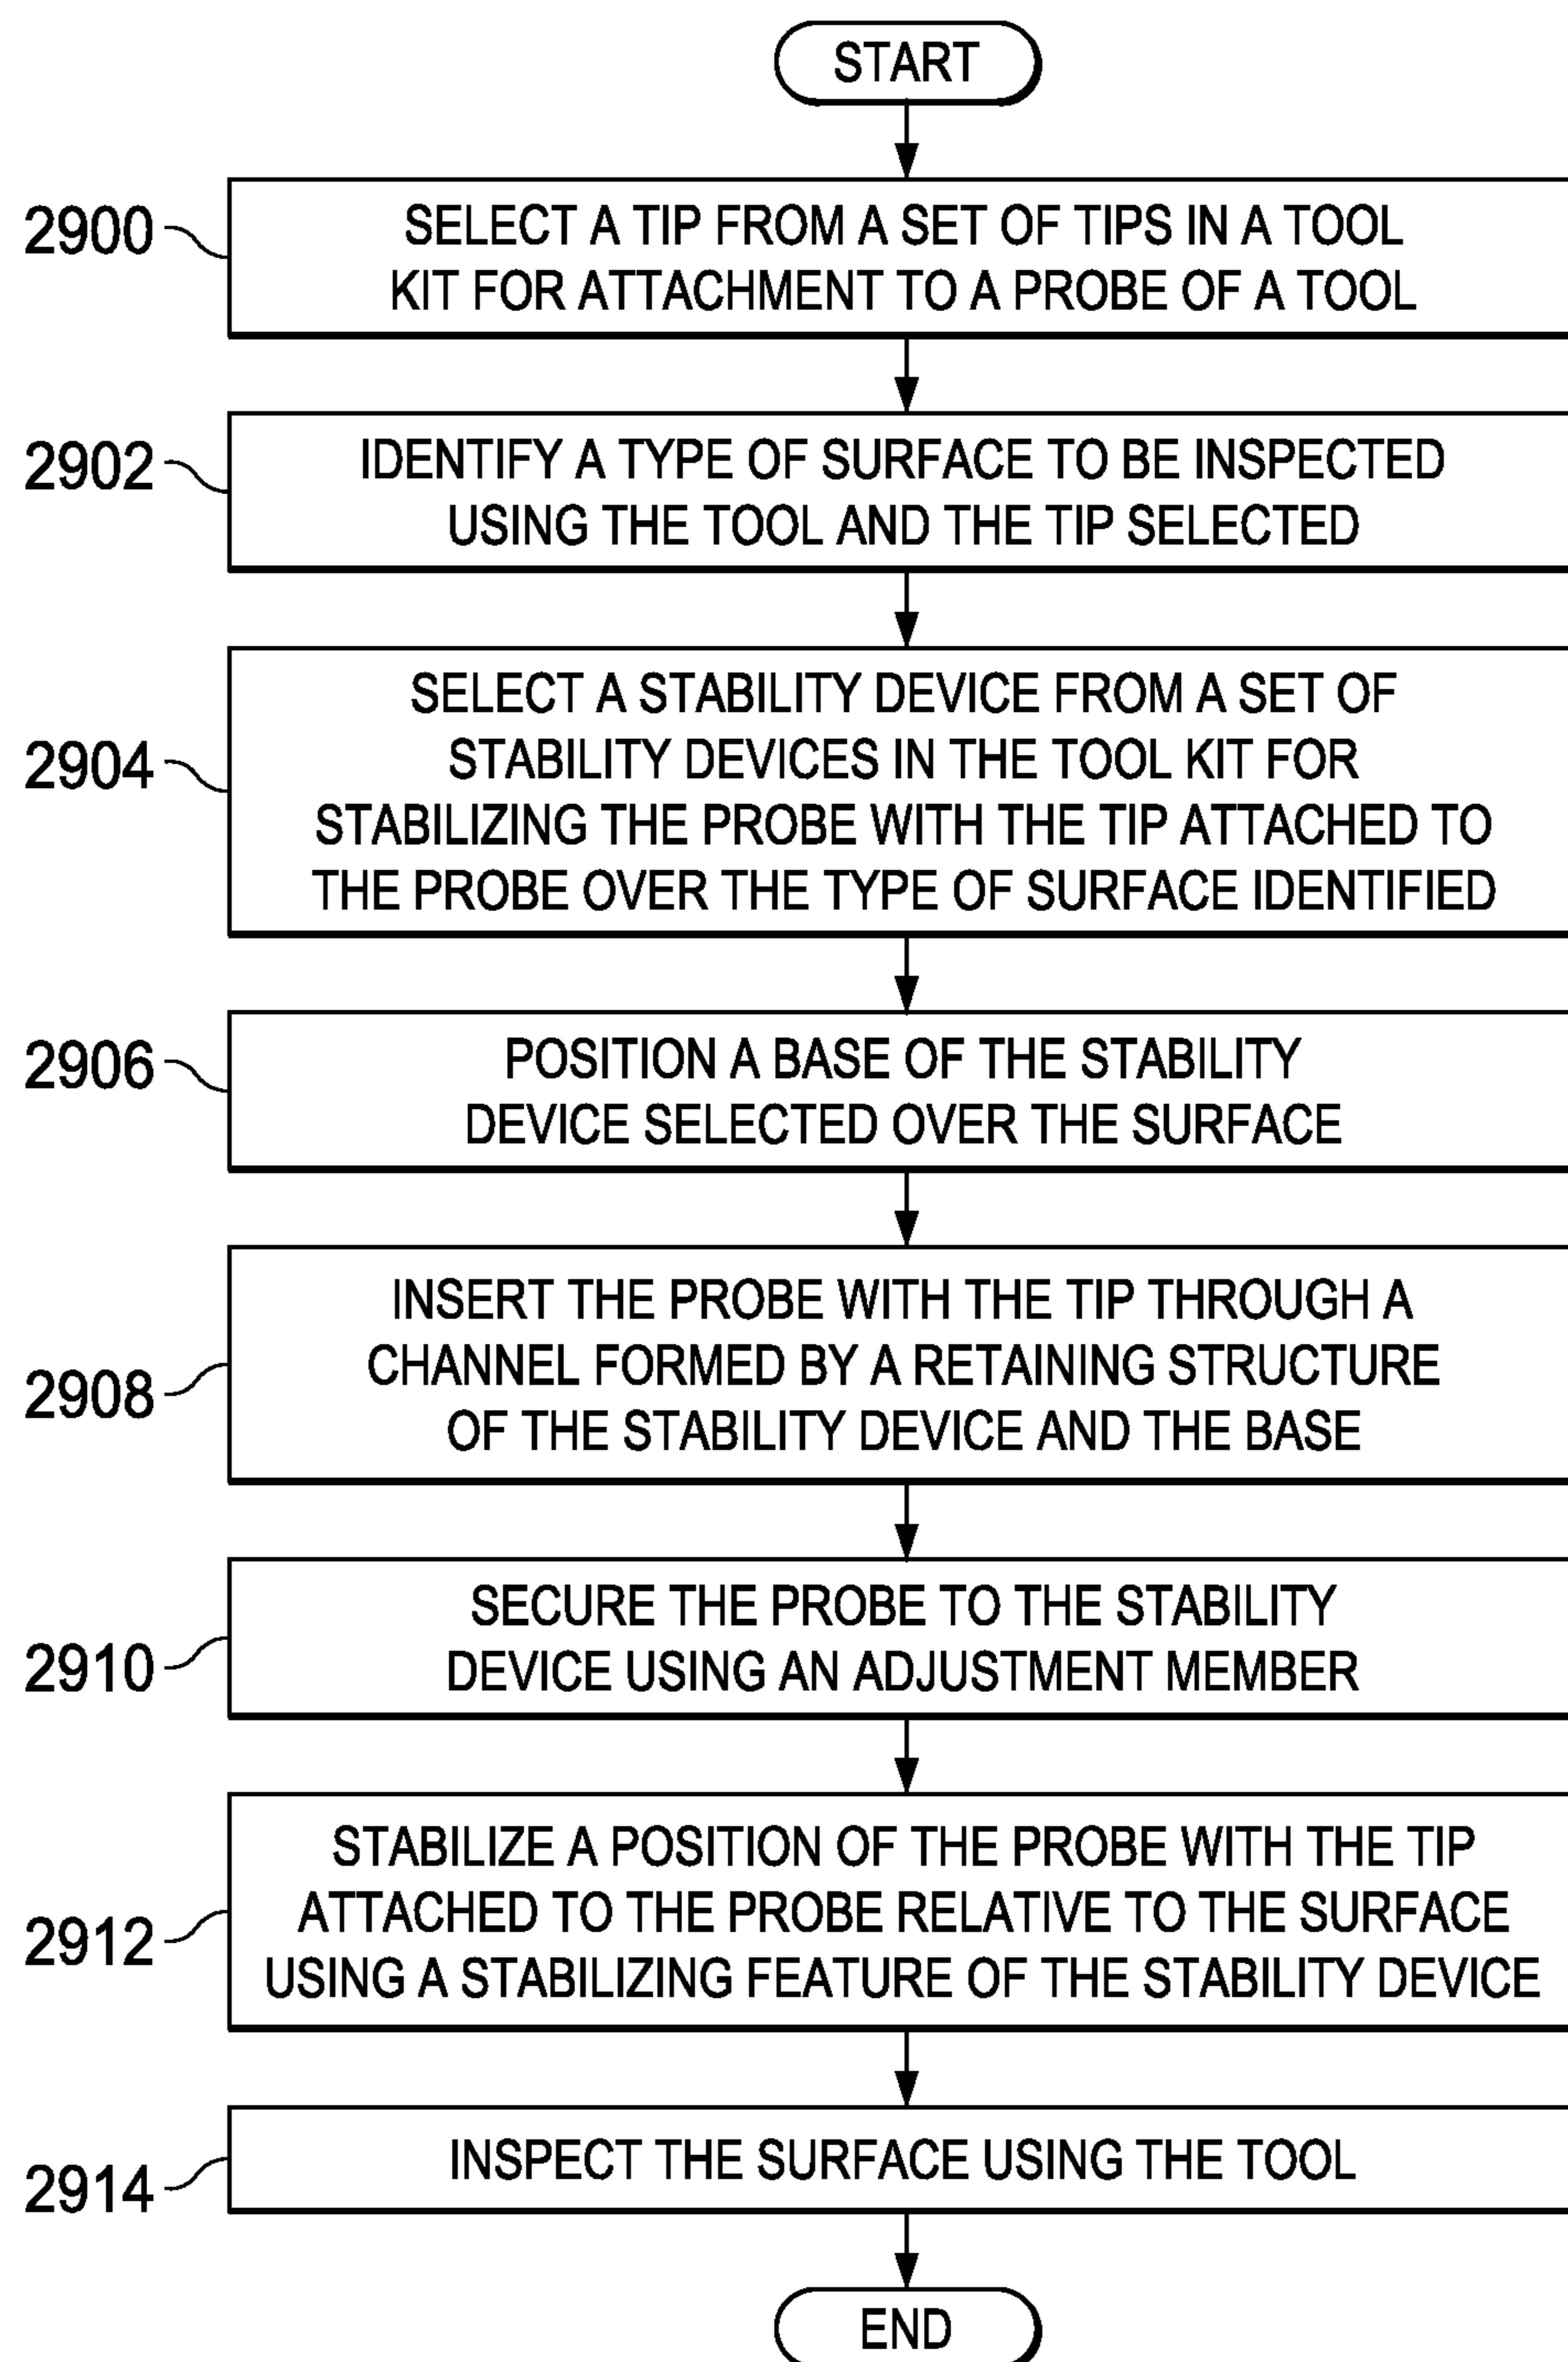 START
2900
SELECT A TIP FROM A SET OF TIPS IN A TOOL
KIT FOR ATTACHMENT TO A PROBE OF A TOOL
2902
IDENTIFY A TYPE OF SURFACE TO BE INSPECTED
USING THE TOOL AND THE TIP SELECTED
2904
SELECT A STABILITY DEVICE FROM A SET OF
STABILITY DEVICES IN THE TOOL KIT FOR
STABILIZING THE PROBE WITH THE TIP ATTACHED TO
THE PROBE OVER THE TYPE OF SURFACE IDENTIFIED
2906
POSITION A BASE OF THE STABILITY
DEVICE SELECTED OVER THE SURFACE
2908
INSERT THE PROBE WITH THE TIP THROUGH A
CHANNEL FORMED BY A RETAINING STRUCTURE
OF THE STABILITY DEVICE AND THE BASE
2910
SECURE THE PROBE TO THE STABILITY
DEVICE USING AN ADJUSTMENT MEMBER
2912
STABILIZE A POSITION OF THE PROBE WITH THE TIP
ATTACHED TO THE PROBE RELATIVE TO THE SURFACE
USING A STABILIZING FEATURE OF THE STABILITY DEVICE
2914
INSPECT THE SURFACE USING THE TOOL
END